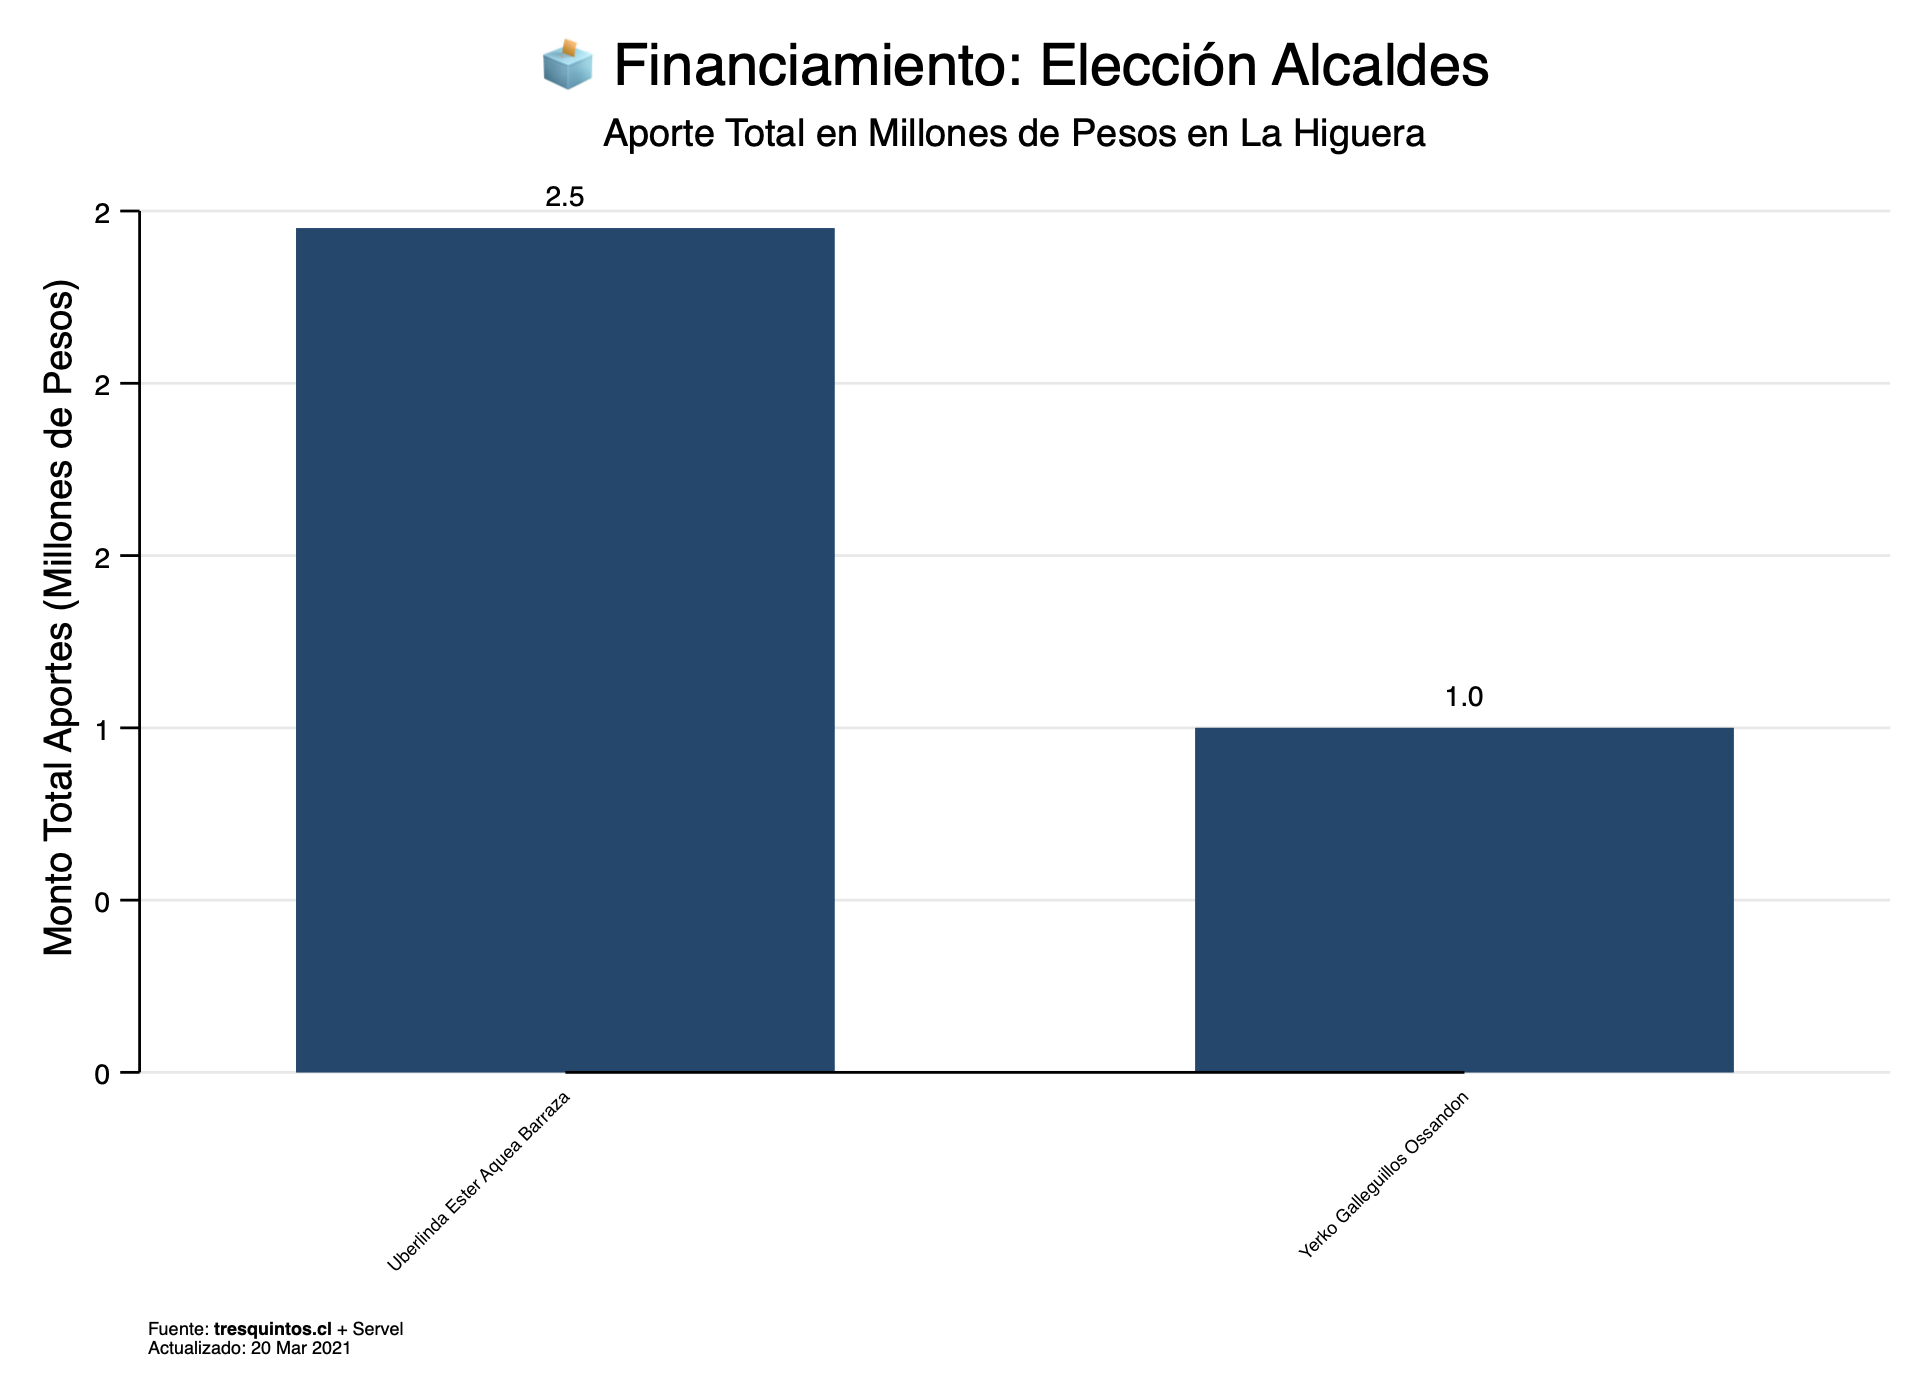 Financiamiento: Elección Alcaldes
Aporte Total en Millones de Pesos en La Higuera
Monto Total Aportes (Millones de Pesos)
2
2
2
1
0
0
2.5
1.0
Uberlinda Ester Aquea Barraza
Yerko Galleguillos Ossandon
Fuente: tresquintos.cl + Servel
Actualizado: 20 Mar 2021